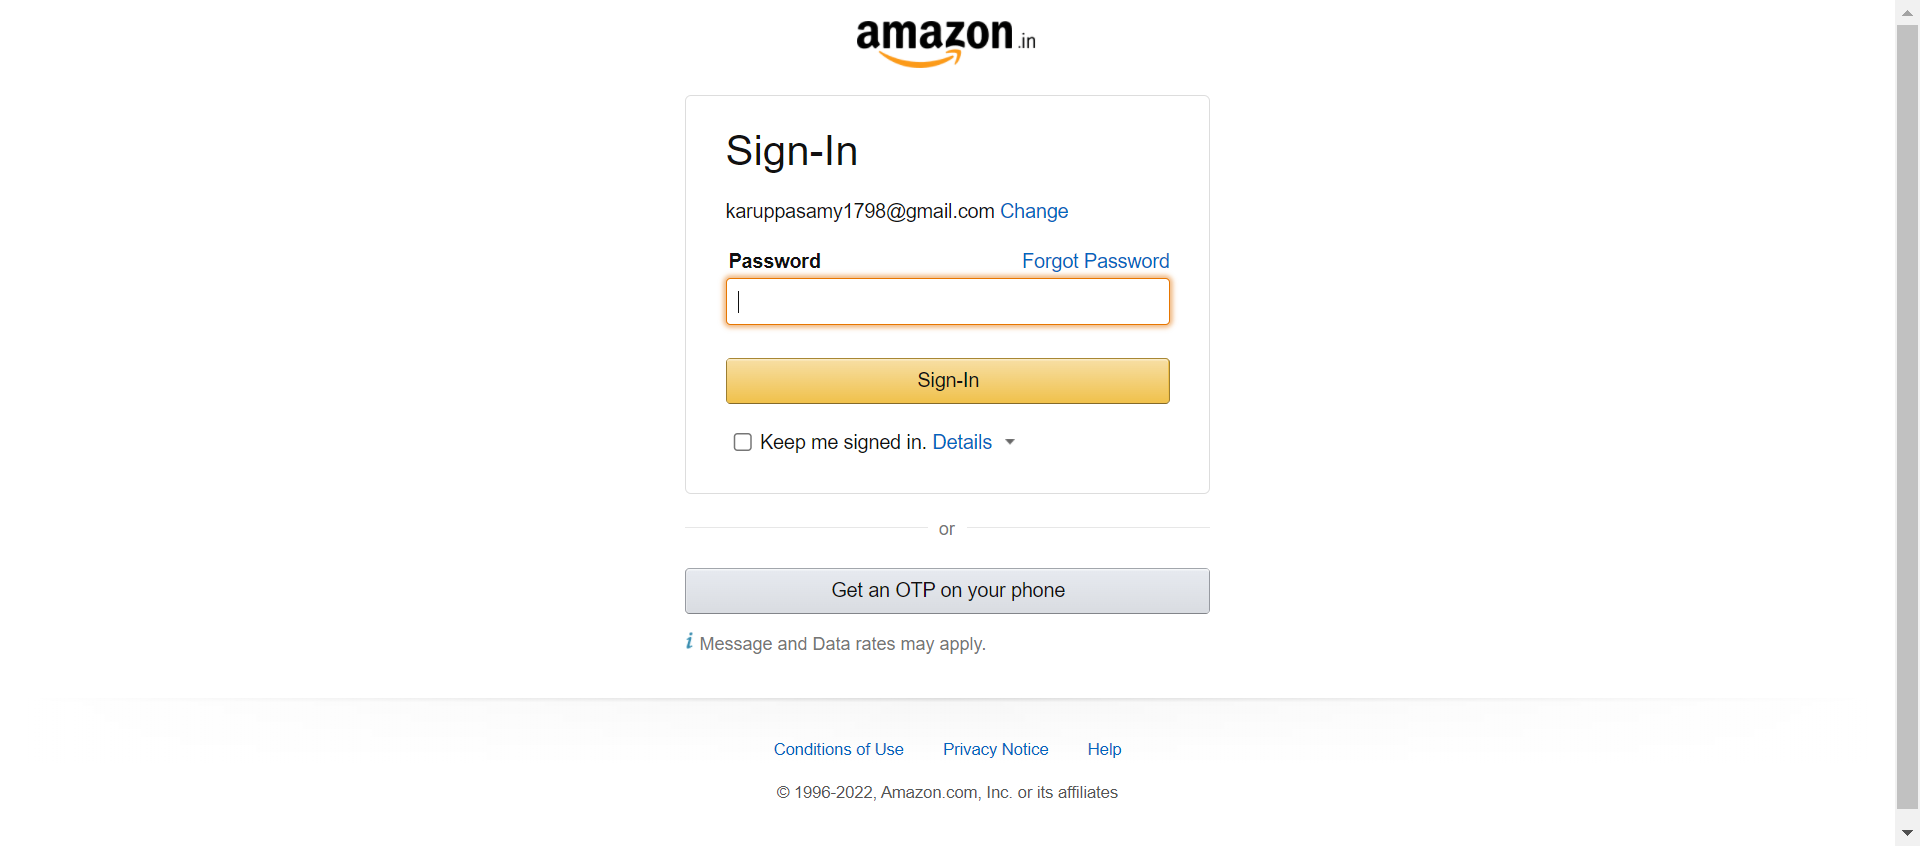 amazon.in
Sign-In
karuppasamy1798@gmail.com Change
Password Forgot Password
Sign-In
Keep me signed in. Details
or
Get an OTP on your phone
i Message and Data rates may apply.
Conditions of Use Privacy Notice Help
© 1996-2022, Amazon.com, Inc. or its affiliates